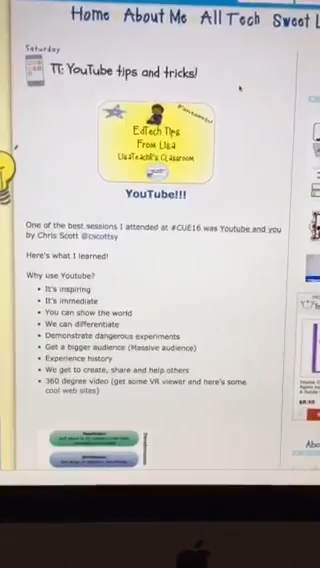 Home About Me All Tech Sweet L
Saturday
TT: YouTube tips and tricks!
EdTech Tips
From Lisa
LisaTeachR's Classroom
YouTube!!!
One of the best sessions I attended at #CUE16 was Youtube and you
by Chris Scott @cscottsy
Here's what I learned!
Why use Youtube?
• It's inspiring
• It's immediate
• You can show the world
• We can differentiate
• Demonstrate dangerous experiments
• Get a bigger audience (Massive audience)
• Experience history
• We get to create, share and help others
• 360 degree video (get some VR viewer and here's some
cool web sites)
Abo